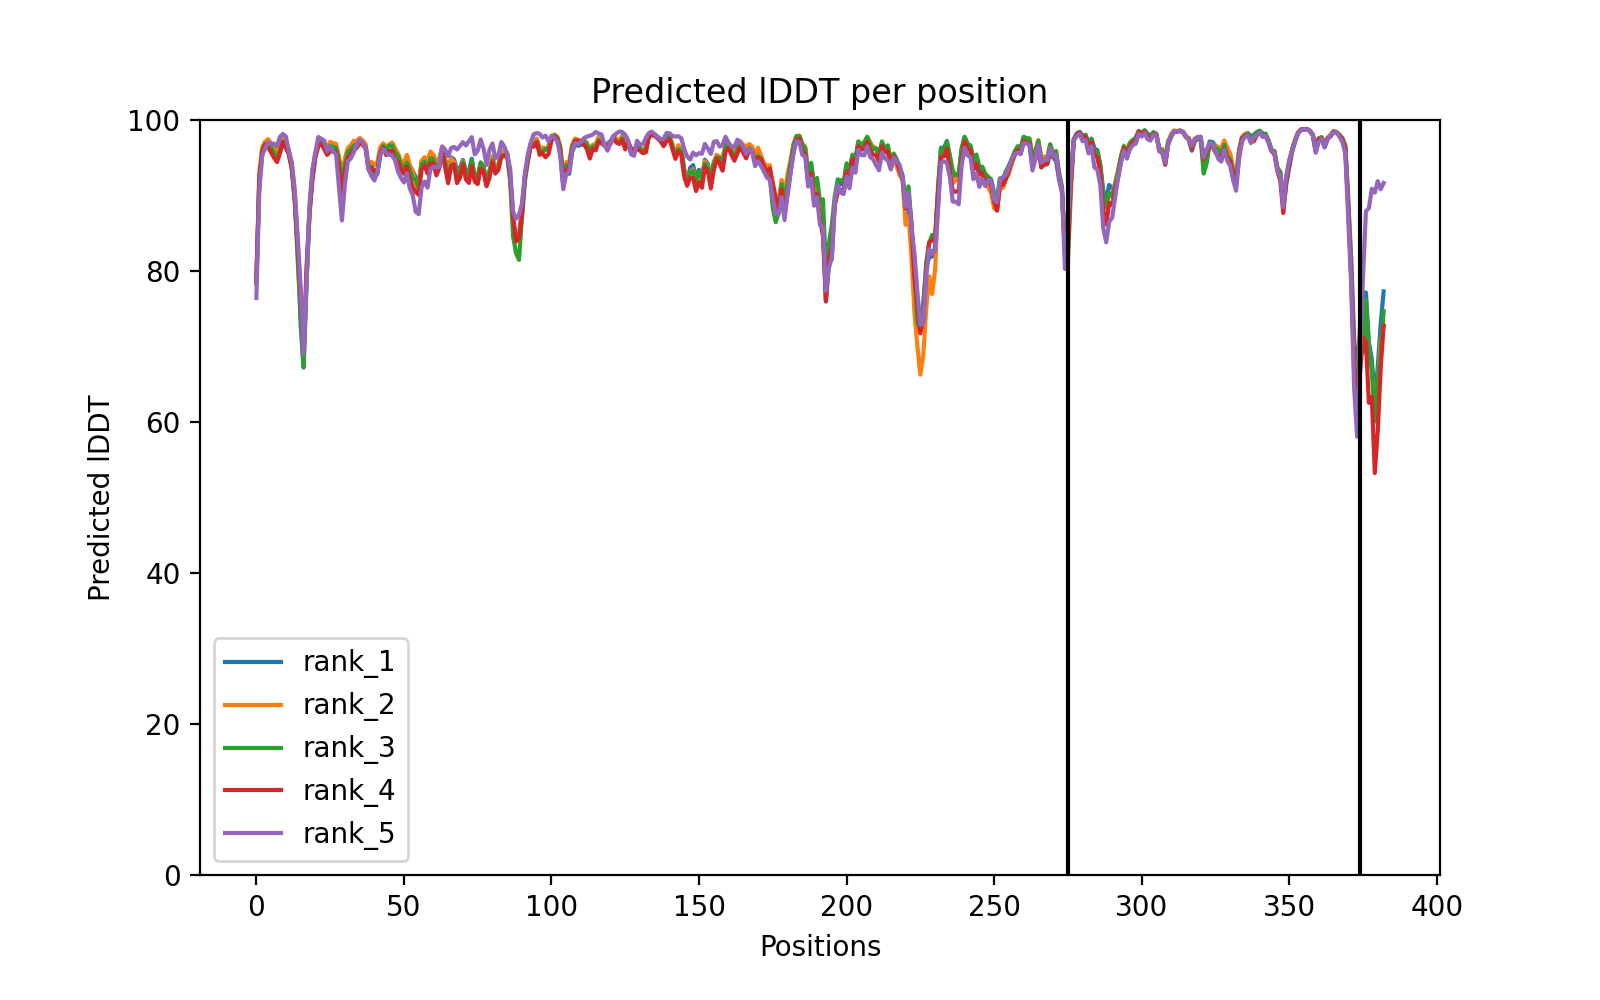 Predicted lDDT per position
100
80
60
40
20
0
Predicted lDDT
rank_1
rank_2
rank_3
rank_4
rank_5
0 50 100 150 200 250 300 350 400
Positions